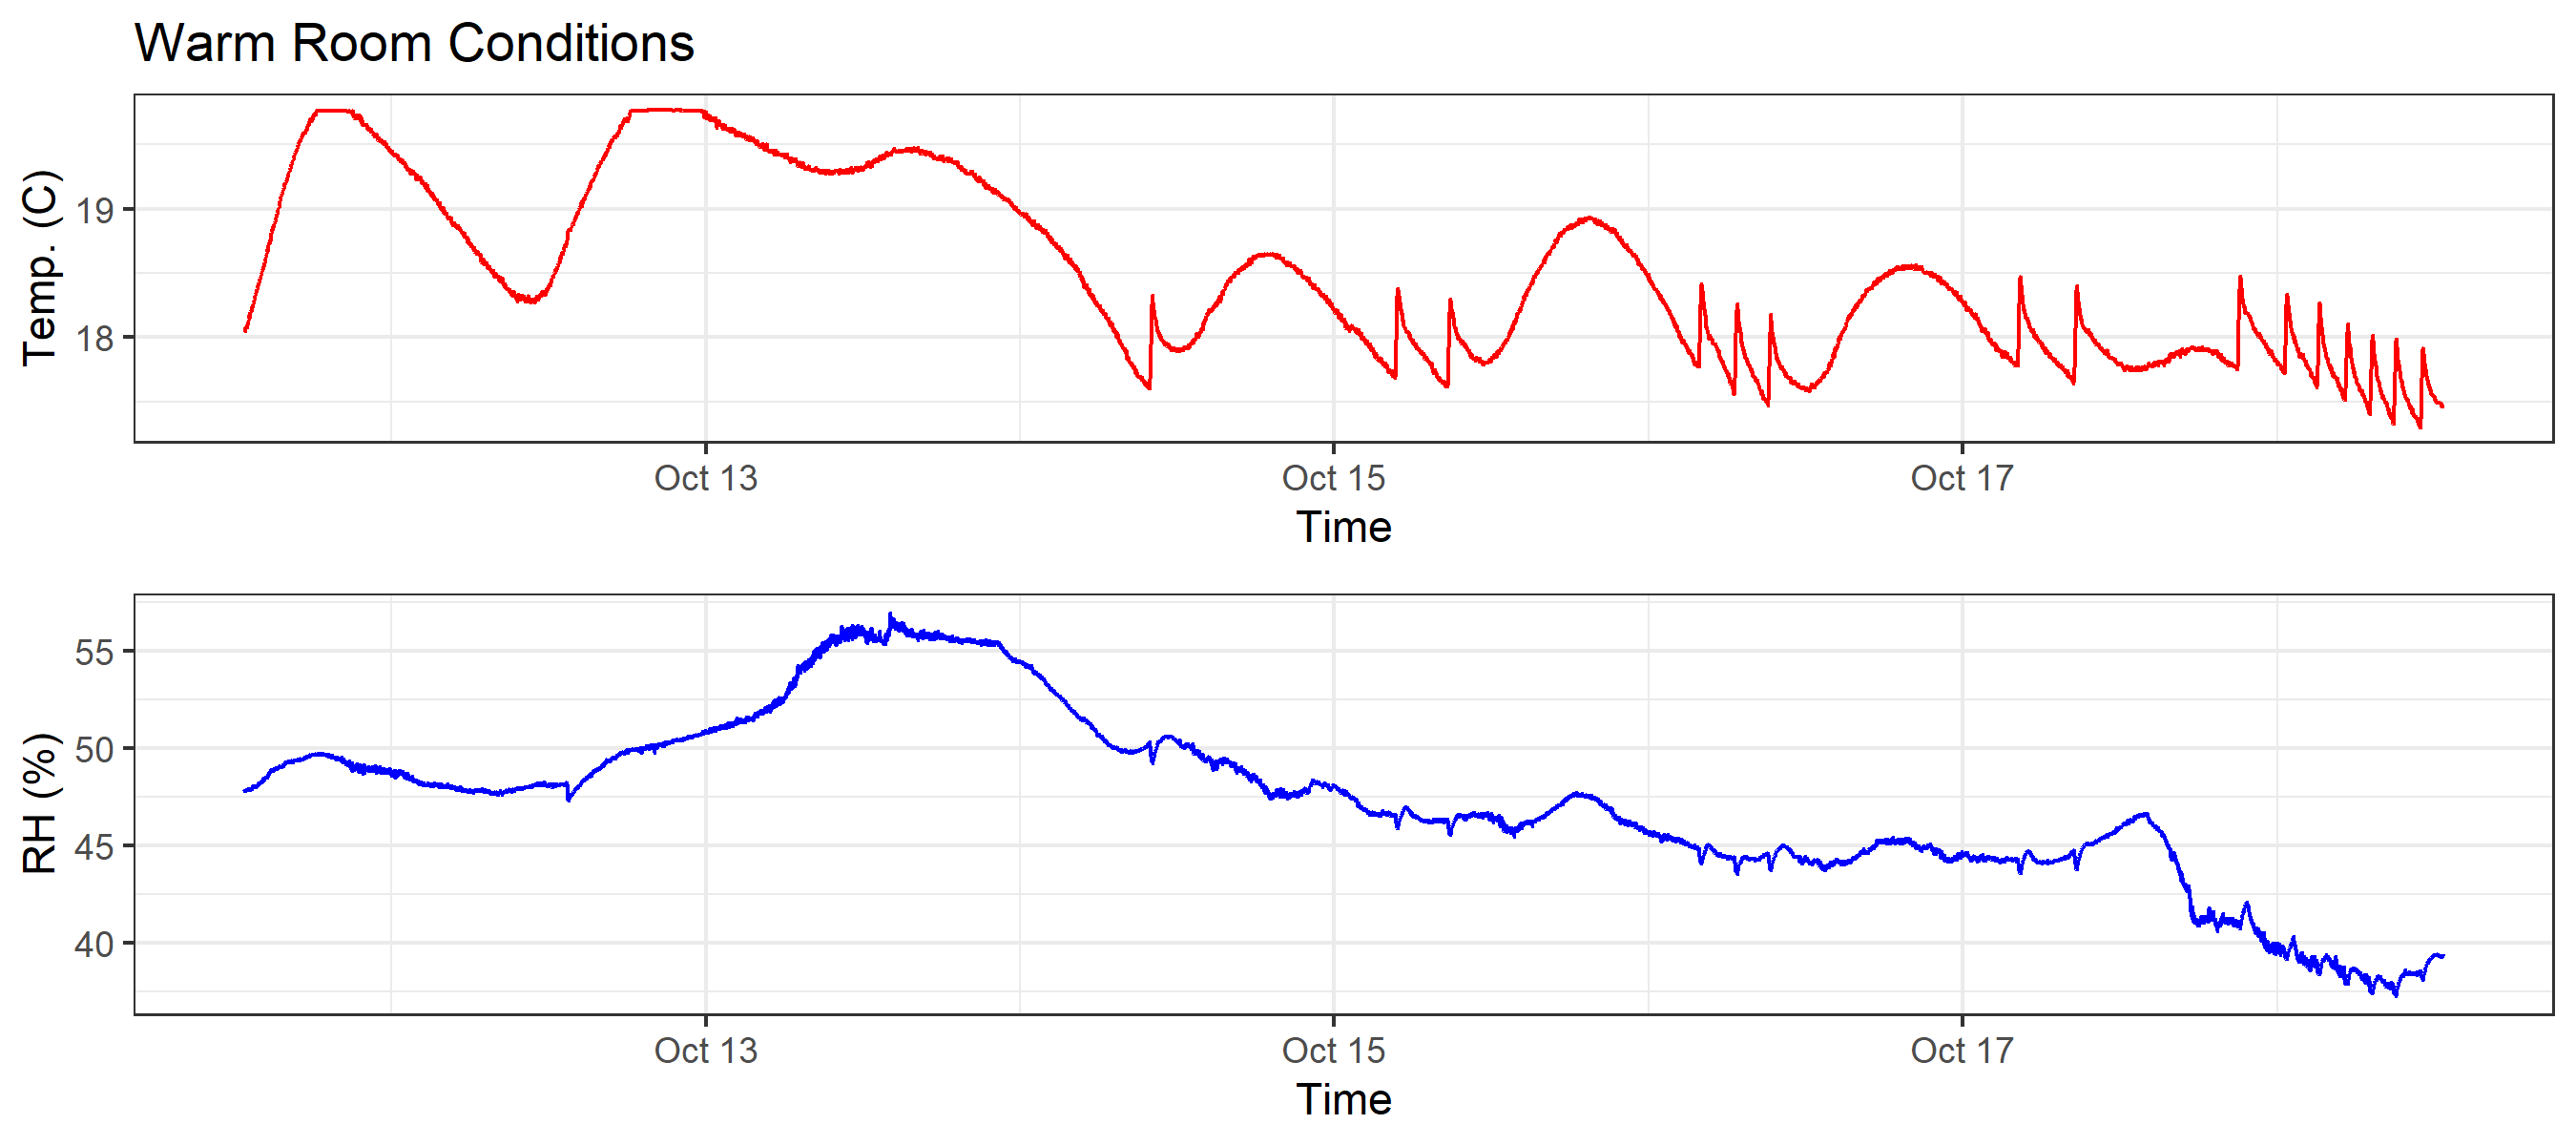 Warm Room Conditions
Temp. (C)
19
18
Oct 13 Oct 15 Oct 17
Time
RH (%)
55
50
45
40
Oct 13 Oct 15 Oct 17
Time